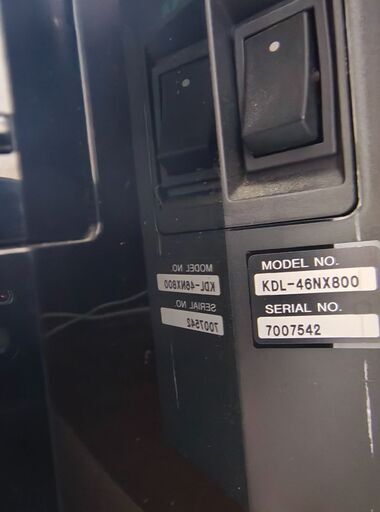 MODEL NO.
KDL-46NX800
SERIAL NO.
7007542
MODEL NO.
KDL-46NX800
SERIAL NO.
7007542